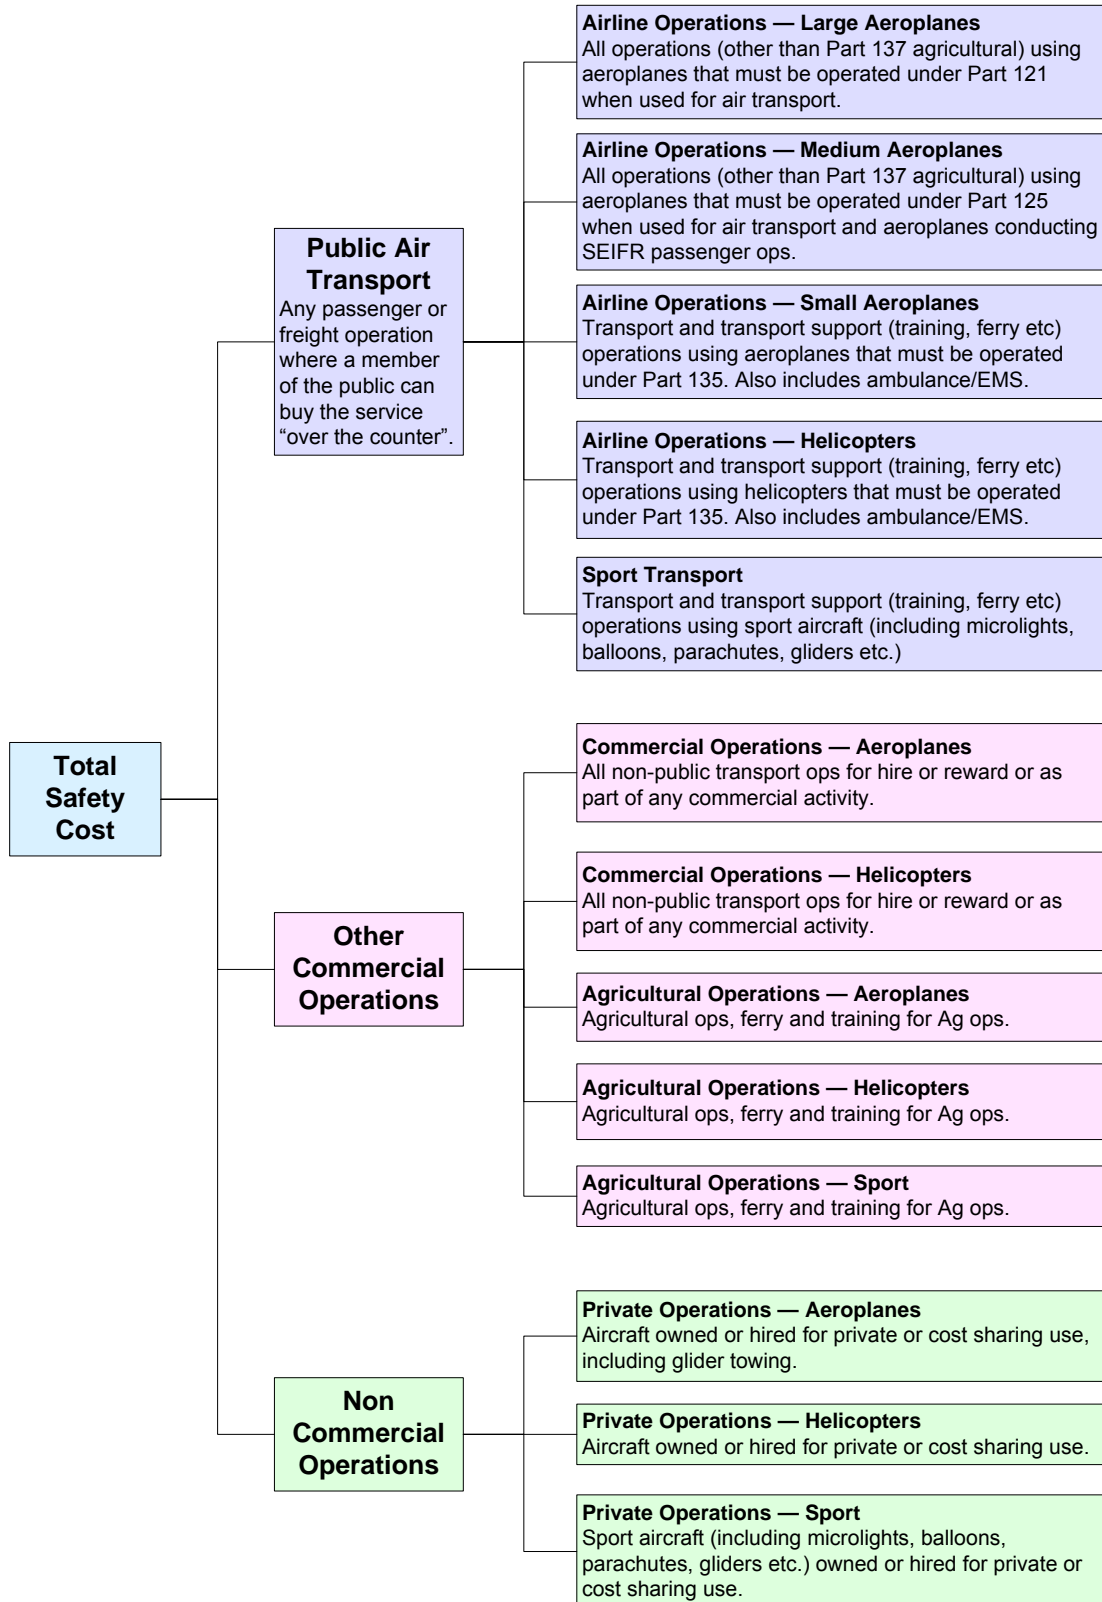 Airline Operations — Large Aeroplanes
All operations (other than Part 137 agricultural) using
aeroplanes that must be operated under Part 121
when used for air transport.
Airline Operations — Medium Aeroplanes
All operations (other than Part 137 agricultural) using
aeroplanes that must be operated under Part 125
when used for air transport and aeroplanes conducting
SEIFR passenger ops.
Public Air
Transport
Any passenger or
freight operation
where a member
of the public can
buy the service
“over the counter”.
Airline Operations — Small Aeroplanes
Transport and transport support (training, ferry etc)
operations using aeroplanes that must be operated
under Part 135. Also includes ambulance/EMS.
Airline Operations — Helicopters
Transport and transport support (training, ferry etc)
operations using helicopters that must be operated
under Part 135. Also includes ambulance/EMS.
Sport Transport
Transport and transport support (training, ferry etc)
operations using sport aircraft (including microlights,
balloons, parachutes, gliders etc.)
Total
Safety
Cost
Commercial Operations — Aeroplanes
All non-public transport ops for hire or reward or as
part of any commercial activity.
Commercial Operations — Helicopters
All non-public transport ops for hire or reward or as
part of any commercial activity.
Other
Commercial
Operations
Agricultural Operations — Aeroplanes
Agricultural ops, ferry and training for Ag ops.
Agricultural Operations — Helicopters
Agricultural ops, ferry and training for Ag ops.
Agricultural Operations — Sport
Agricultural ops, ferry and training for Ag ops.
Private Operations — Aeroplanes
Aircraft owned or hired for private or cost sharing use,
including glider towing.
Non
Commercial
Operations
Private Operations — Helicopters
Aircraft owned or hired for private or cost sharing use.
Private Operations — Sport
Sport aircraft (including microlights, balloons,
parachutes, gliders etc.) owned or hired for private or
cost sharing use.